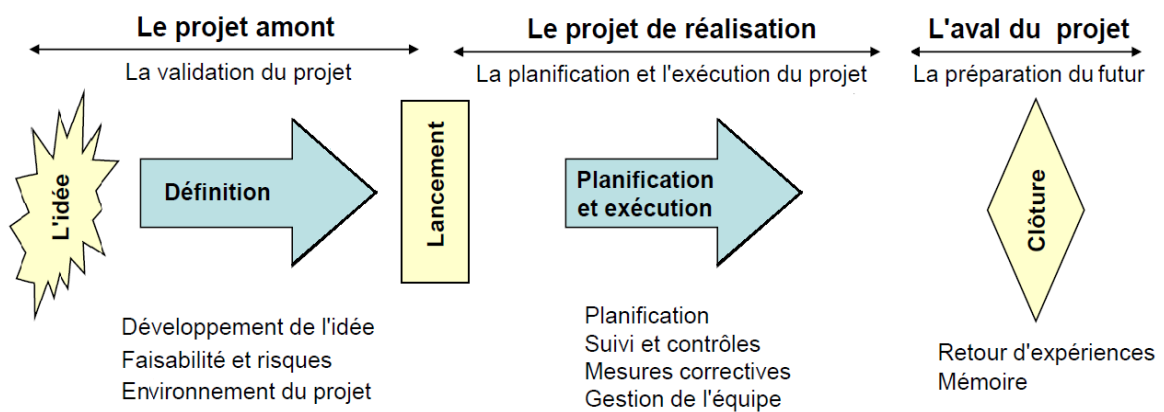 Le projet amont
La validation du projet
L'idée
Définition
Lancement
Développement de l'idée
Faisabilité et risques
Environnement du projet
Le projet de réalisation
La planification et l'exécution du projet
Planification
et exécution
Planification
Suivi et contrôles
Mesures correctives
Gestion de l'équipe
L'aval du projet
La préparation du futur
Clôture
Retour d'expériences
Mémoire